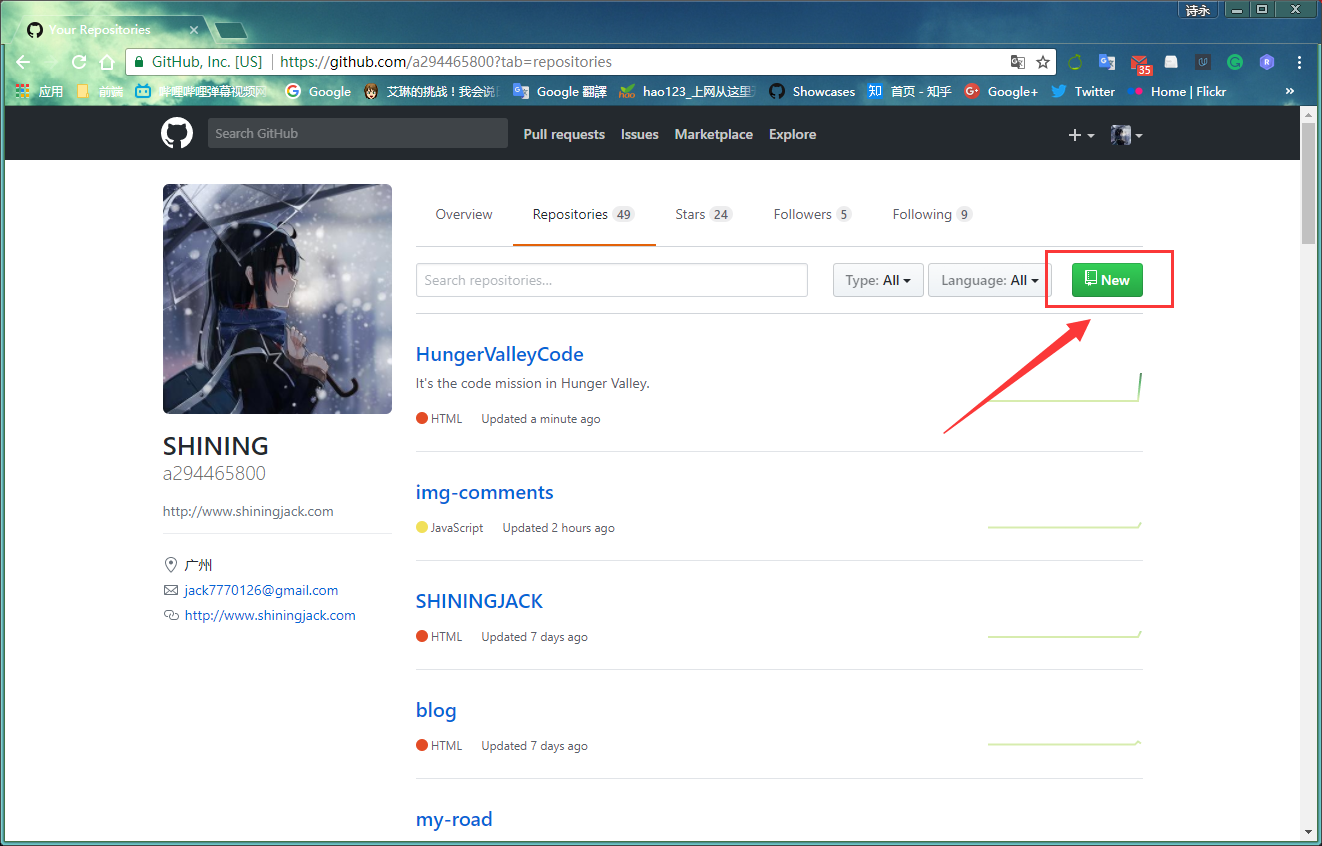 诗永
Your Repositories
GitHub, Inc. [US] https://github.com/a294465800?tab=repositories
35
应用 前端 哔哩哔哩弹幕视频网 Google 艾琳的挑战！我会说 Google 翻譯 hao123_上网从这里 Showcases 知 首页 - 知乎 G+ Google+ Twitter Home | Flickr »
Search GitHub Pull requests Issues Marketplace Explore
Overview Repositories 49 Stars 24 Followers 5 Following 9
Search repositories... Type: All Language: All New
HungerValleyCode
It's the code mission in Hunger Valley.
HTML Updated a minute ago
SHINING
a294465800
http://www.shiningjack.com
广州
jack7770126@gmail.com
http://www.shiningjack.com
img-comments
JavaScript Updated 2 hours ago
SHININGJACK
HTML Updated 7 days ago
blog
HTML Updated 7 days ago
my-road